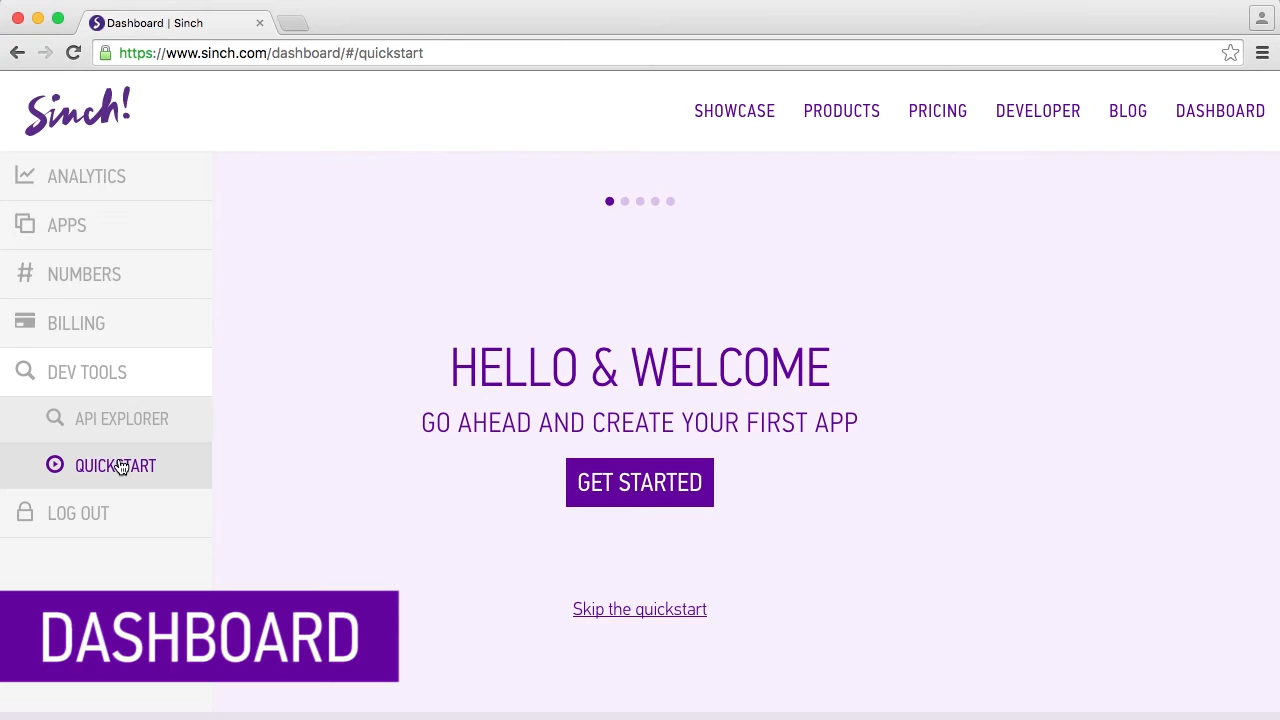 Dashboard | Sinch
https://www.sinch.com/dashboard/#/quickstart
Sinch!
SHOWCASE PRODUCTS PRICING DEVELOPER BLOG DASHBOARD
ANALYTICS
APPS
NUMBERS
BILLING
DEV TOOLS
API EXPLORER
QUICKSTART
LOG OUT
HELLO & WELCOME
GO AHEAD AND CREATE YOUR FIRST APP
GET STARTED
Skip the quickstart
DASHBOARD